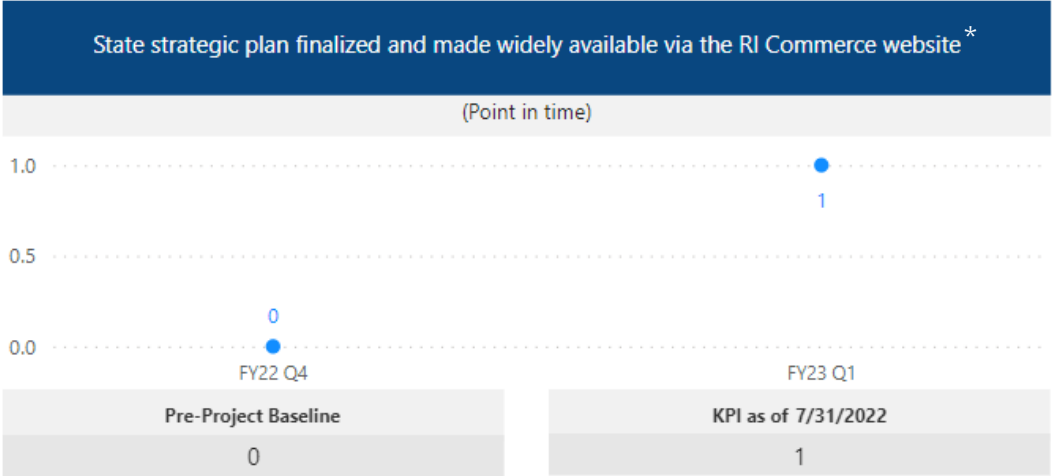 State strategic plan finalized and made widely available via the RI Commerce website*
(Point in time)
1.0
1
0.5
0
0.0
FY22 Q4 FY23 Q1
Pre-Project Baseline KPI as of 7/31/2022
0 1